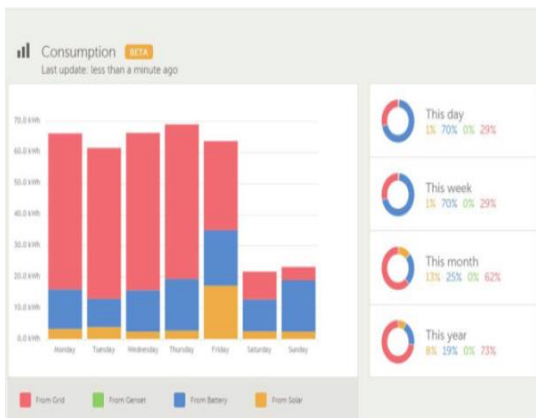 Consumption BETA
Last update: less than a minute ago
70.0 kWh
60.0 kWh
50.0 kWh
40.0 kWh
30.0 kWh
20.0 kWh
10.0 kWh
0.0 kWh
Monday Tuesday Wednesday Thursday Friday Saturday Sunday
From Grid From Genset From Battery From Solar
This day
1% 70% 0% 29%
This week
1% 70% 0% 29%
This month
13% 25% 0% 62%
This year
8% 19% 0% 73%